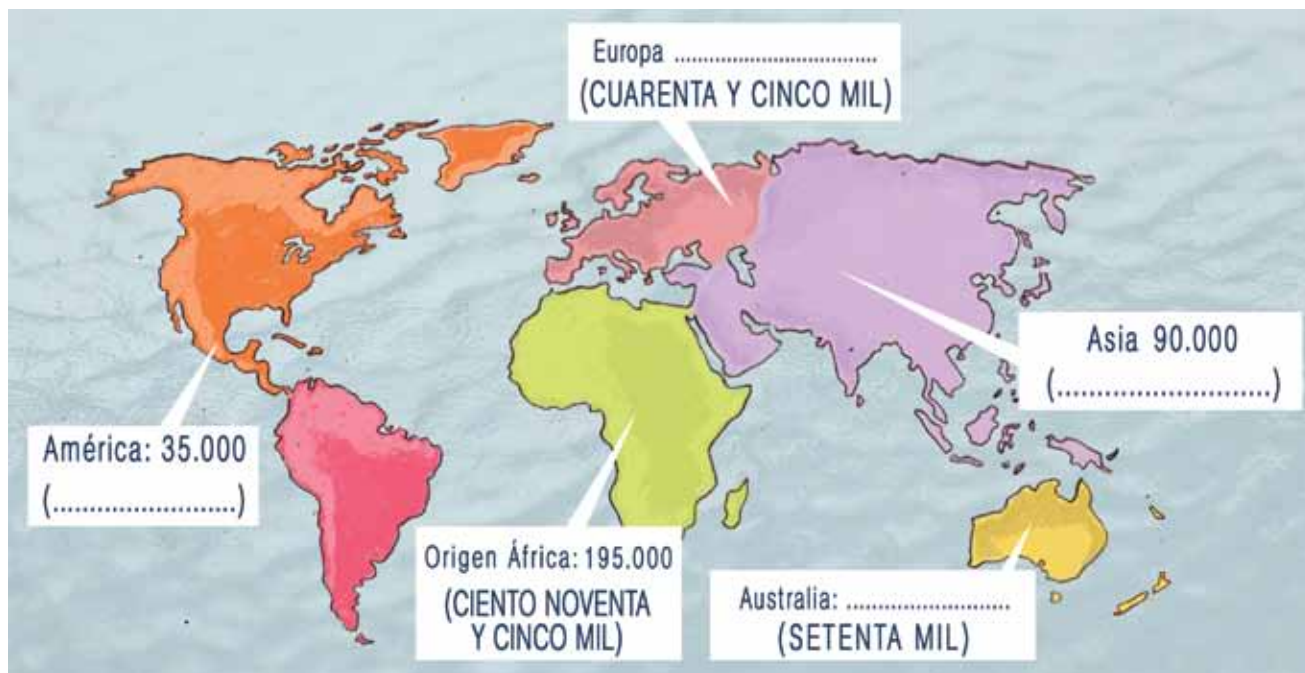 Europa ..................................
(CUARENTA Y CINCO MIL)
Asia 90.000
(...........................)
América: 35.000
(.........................)
Origen África: 195.000
(CIENTO NOVENTA
Y CINCO MIL)
Australia: ...........................
(SETENTA MIL)